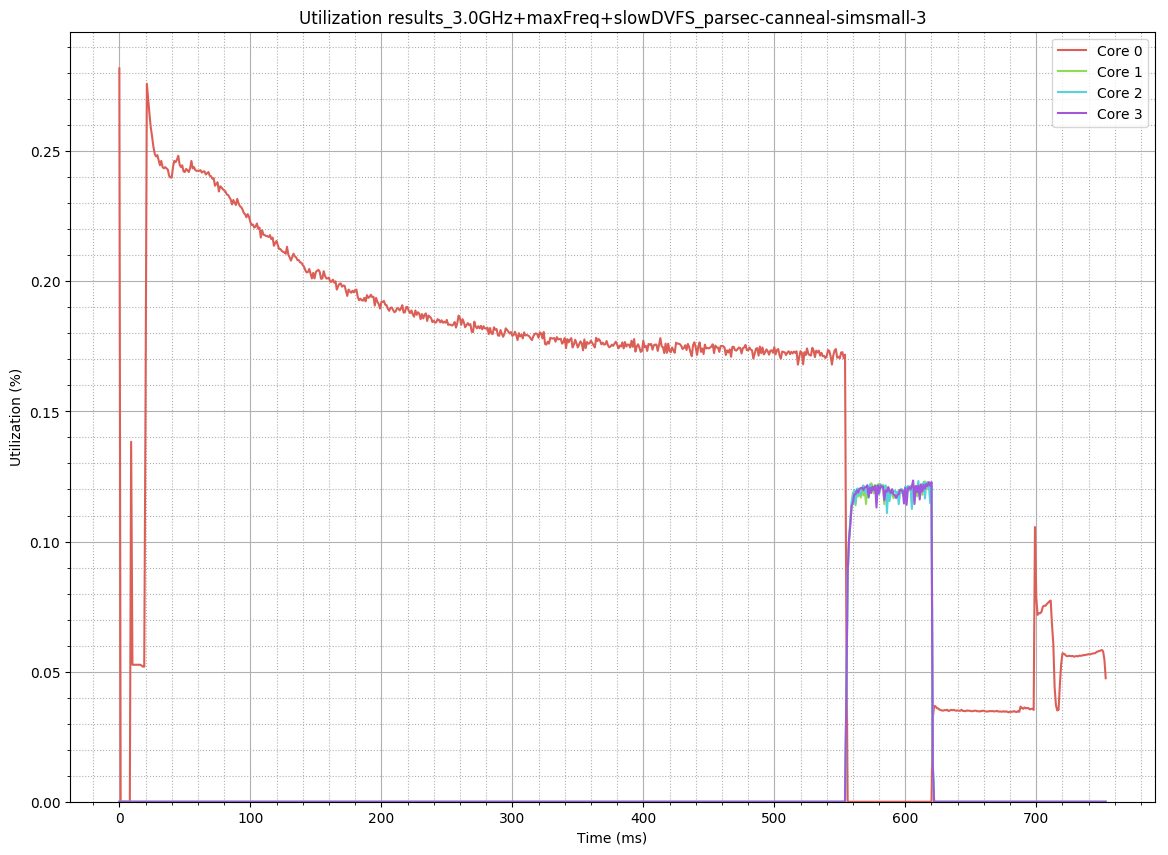 Utilization results_3.0GHz+maxFreq+slowDVFS_parsec-canneal-simsmall-3
Core 0
Core 1
Core 2
Core 3
Utilization (%)
0.25
0.20
0.15
0.10
0.05
0.00
0 100 200 300 400 500 600 700
Time (ms)